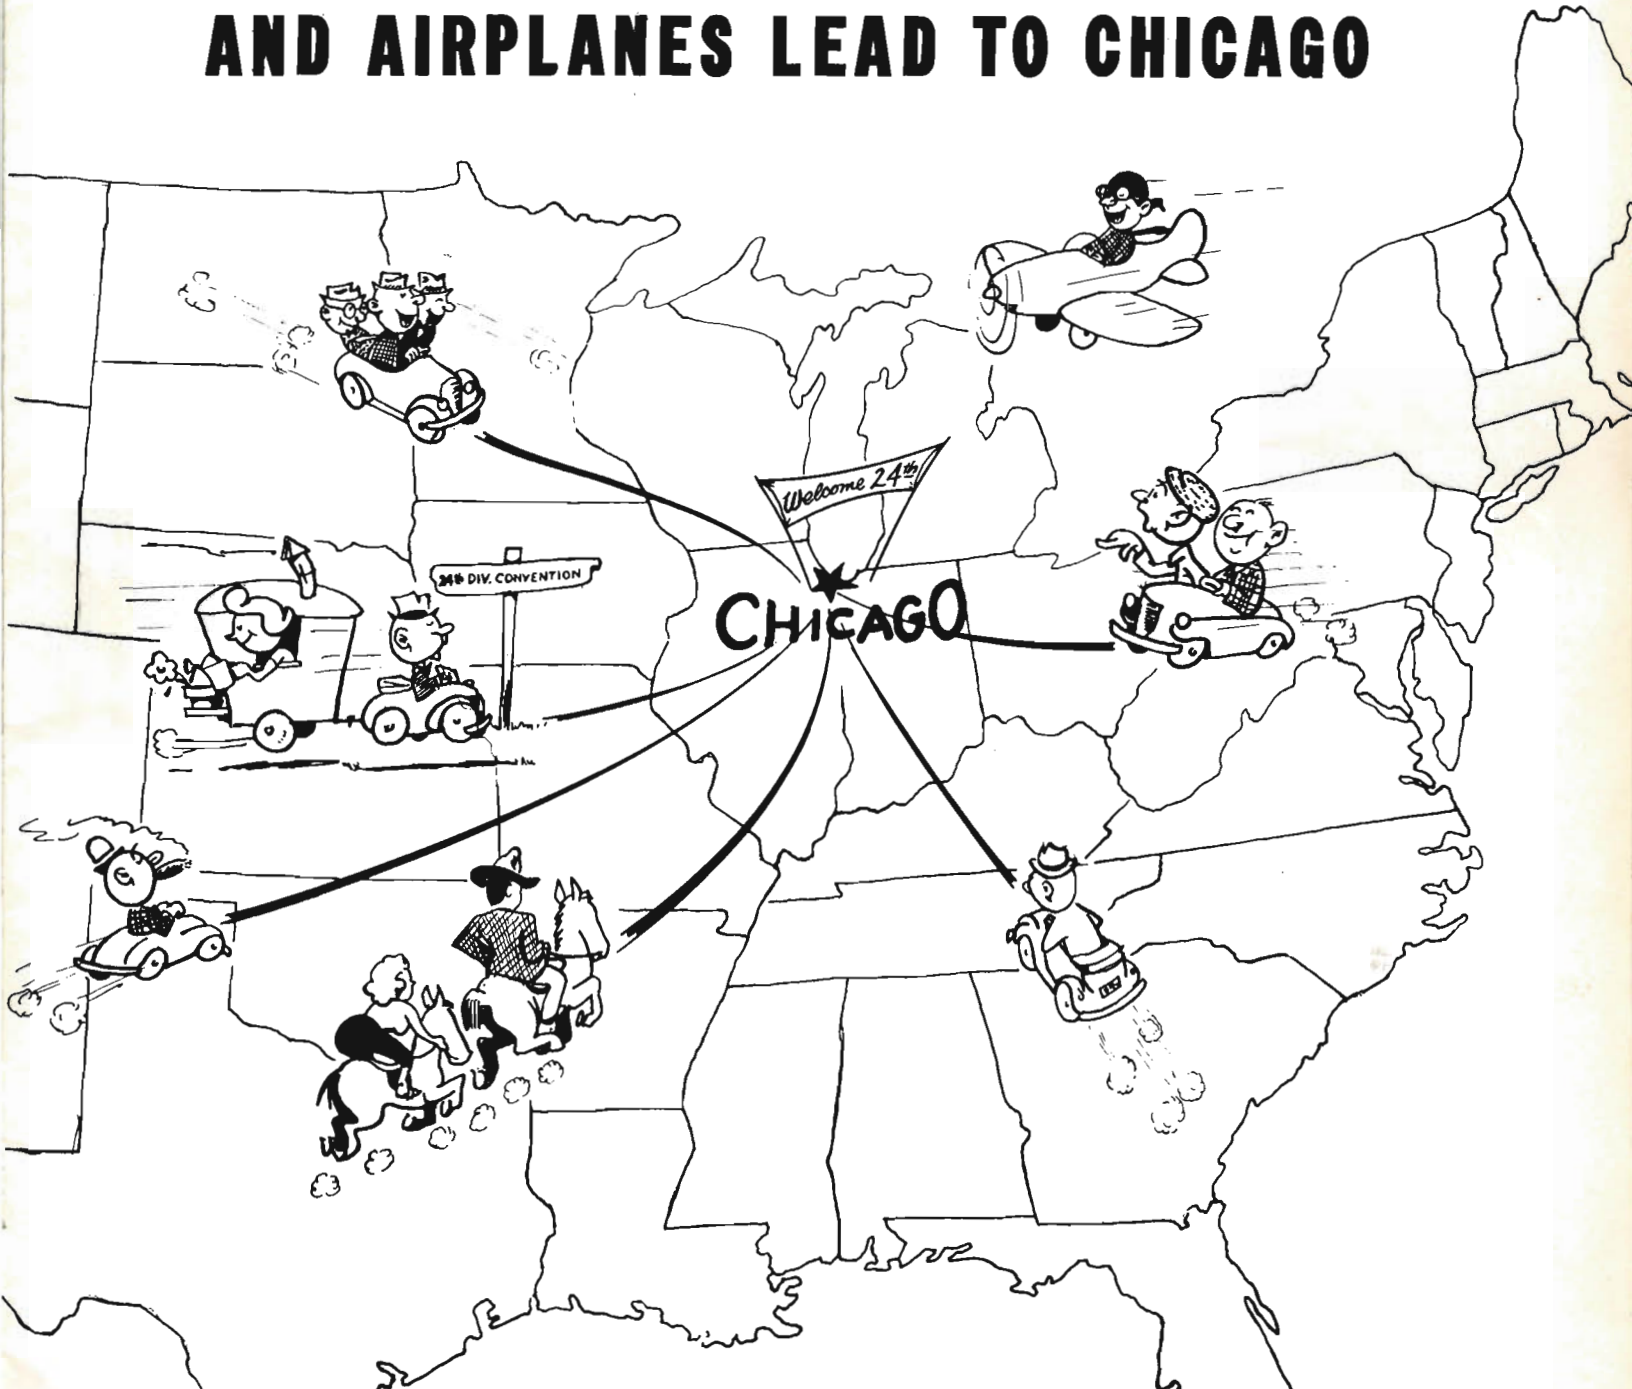 AND AIRPLANES LEAD TO CHICAGO
Welcome 24th
24th DIV. CONVENTION
CHICAGO